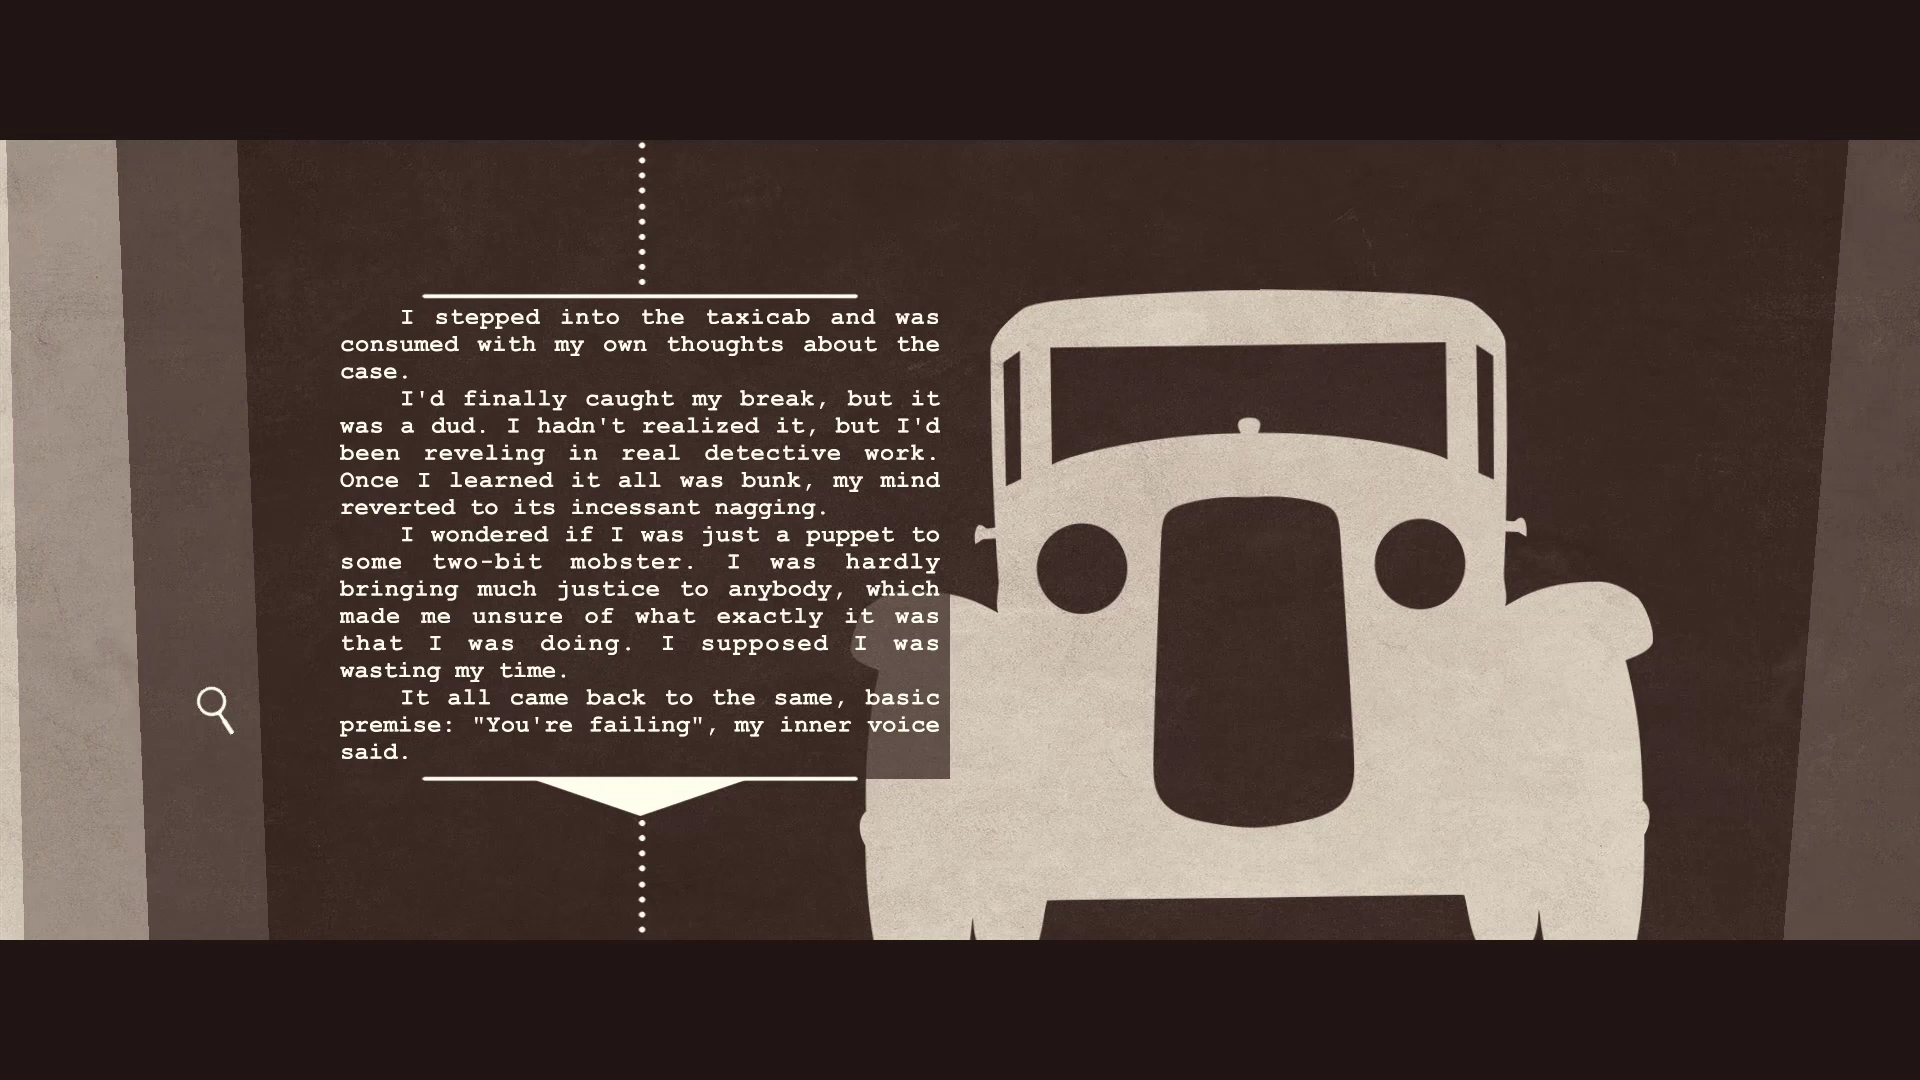 I stepped into the taxicab and was
consumed with my own thoughts about the
case.
I'd finally caught my break, but it
was a dud. I hadn't realized it, but I'd
been reveling in real detective work.
Once I learned it all was bunk, my mind
reverted to its incessant nagging.
I wondered if I was just a puppet to
some two-bit mobster. I was hardly
bringing much justice to anybody, which
made me unsure of what exactly it was
that I was doing. I supposed I was
wasting my time.
It all came back to the same, basic
premise: "You're failing", my inner voice
said.